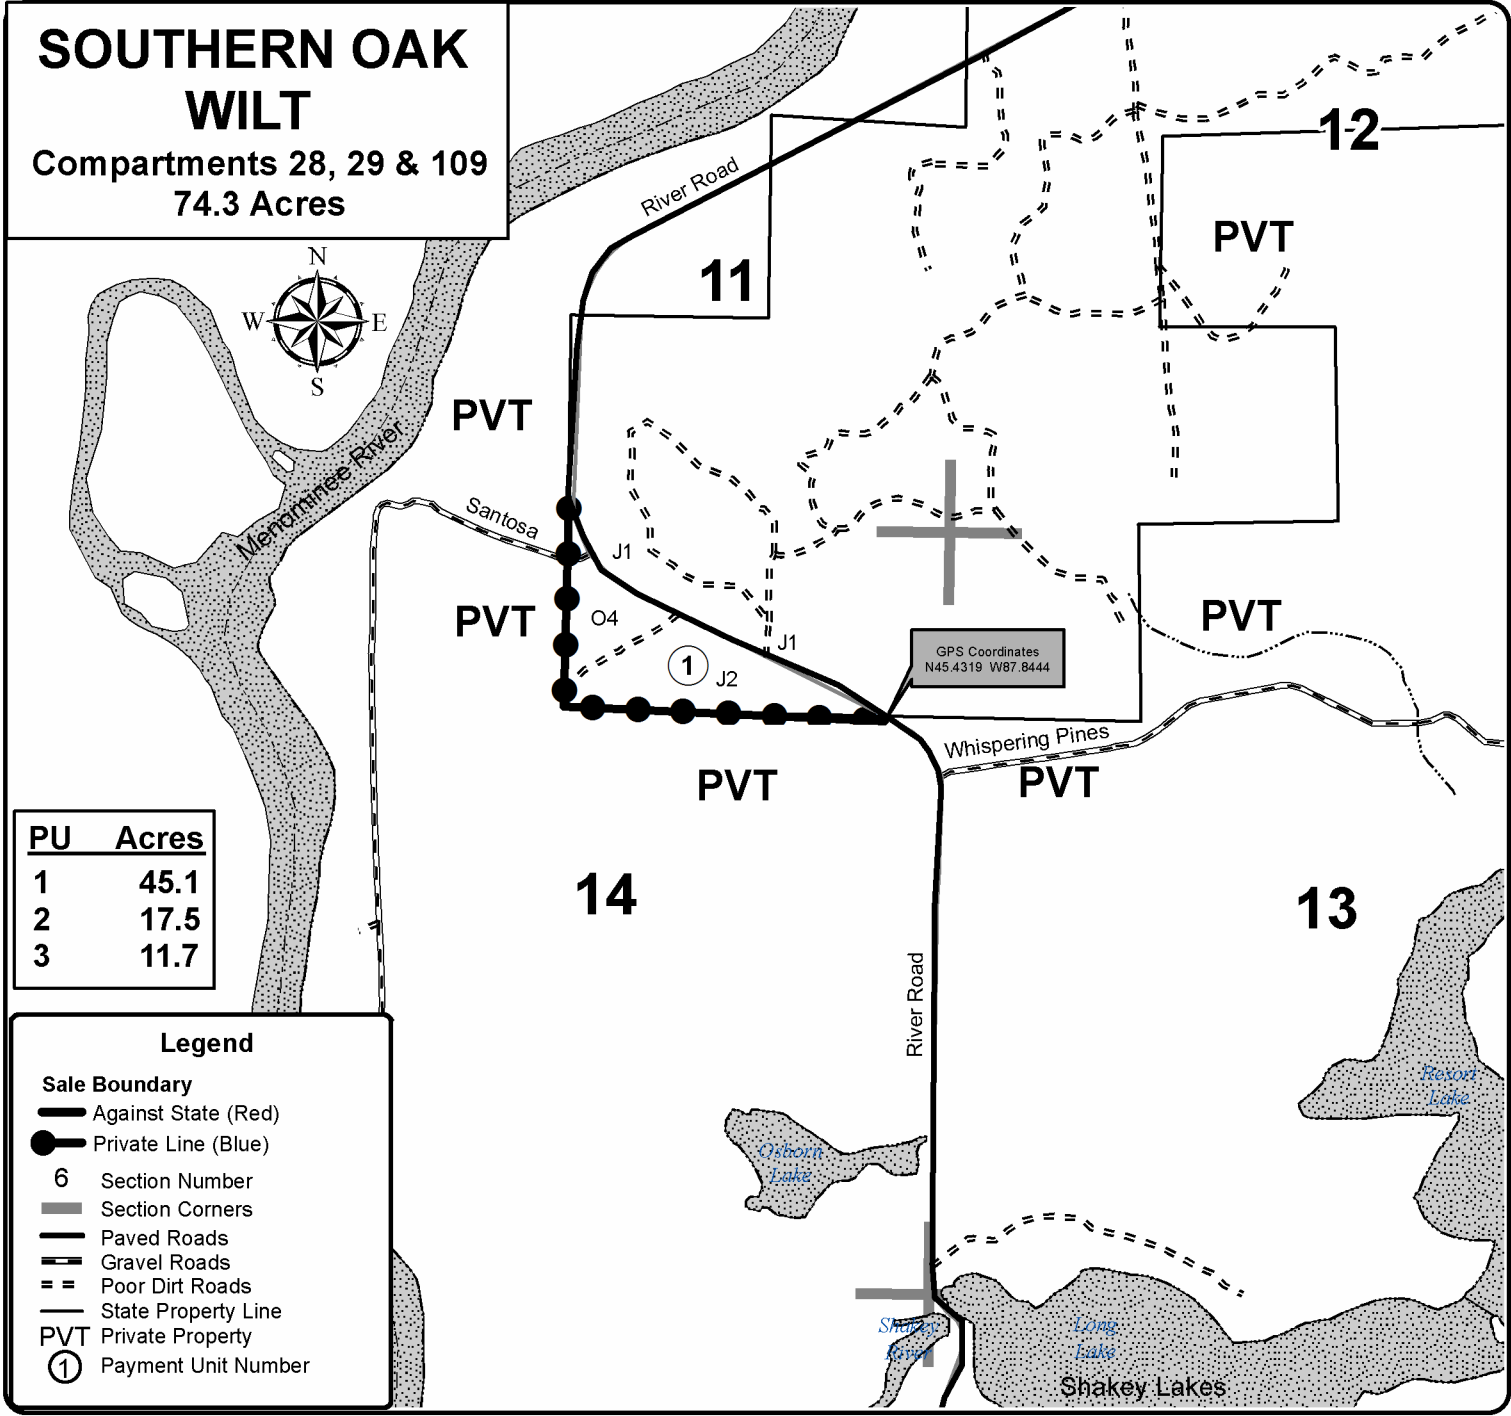 SOUTHERN OAK
WILT
Compartments 28, 29 & 109
74.3 Acres
N
W
E
S
River Road
12
PVT
11
PVT
Menominee River
Santosa
J1
PVT
O4
J1
1
J2
PVT
GPS Coordinates
N45.4319 W87.8444
Whispering Pines
PVT
PVT
14
13
River Road
PU Acres
1 45.1
2 17.5
3 11.7
Resort
Lake
Osborn
Lake
Shakey
River
Long
Lake
Shakey Lakes
Legend
Sale Boundary
Against State (Red)
Private Line (Blue)
6 Section Number
Section Corners
Paved Roads
Gravel Roads
Poor Dirt Roads
State Property Line
PVT Private Property
1 Payment Unit Number